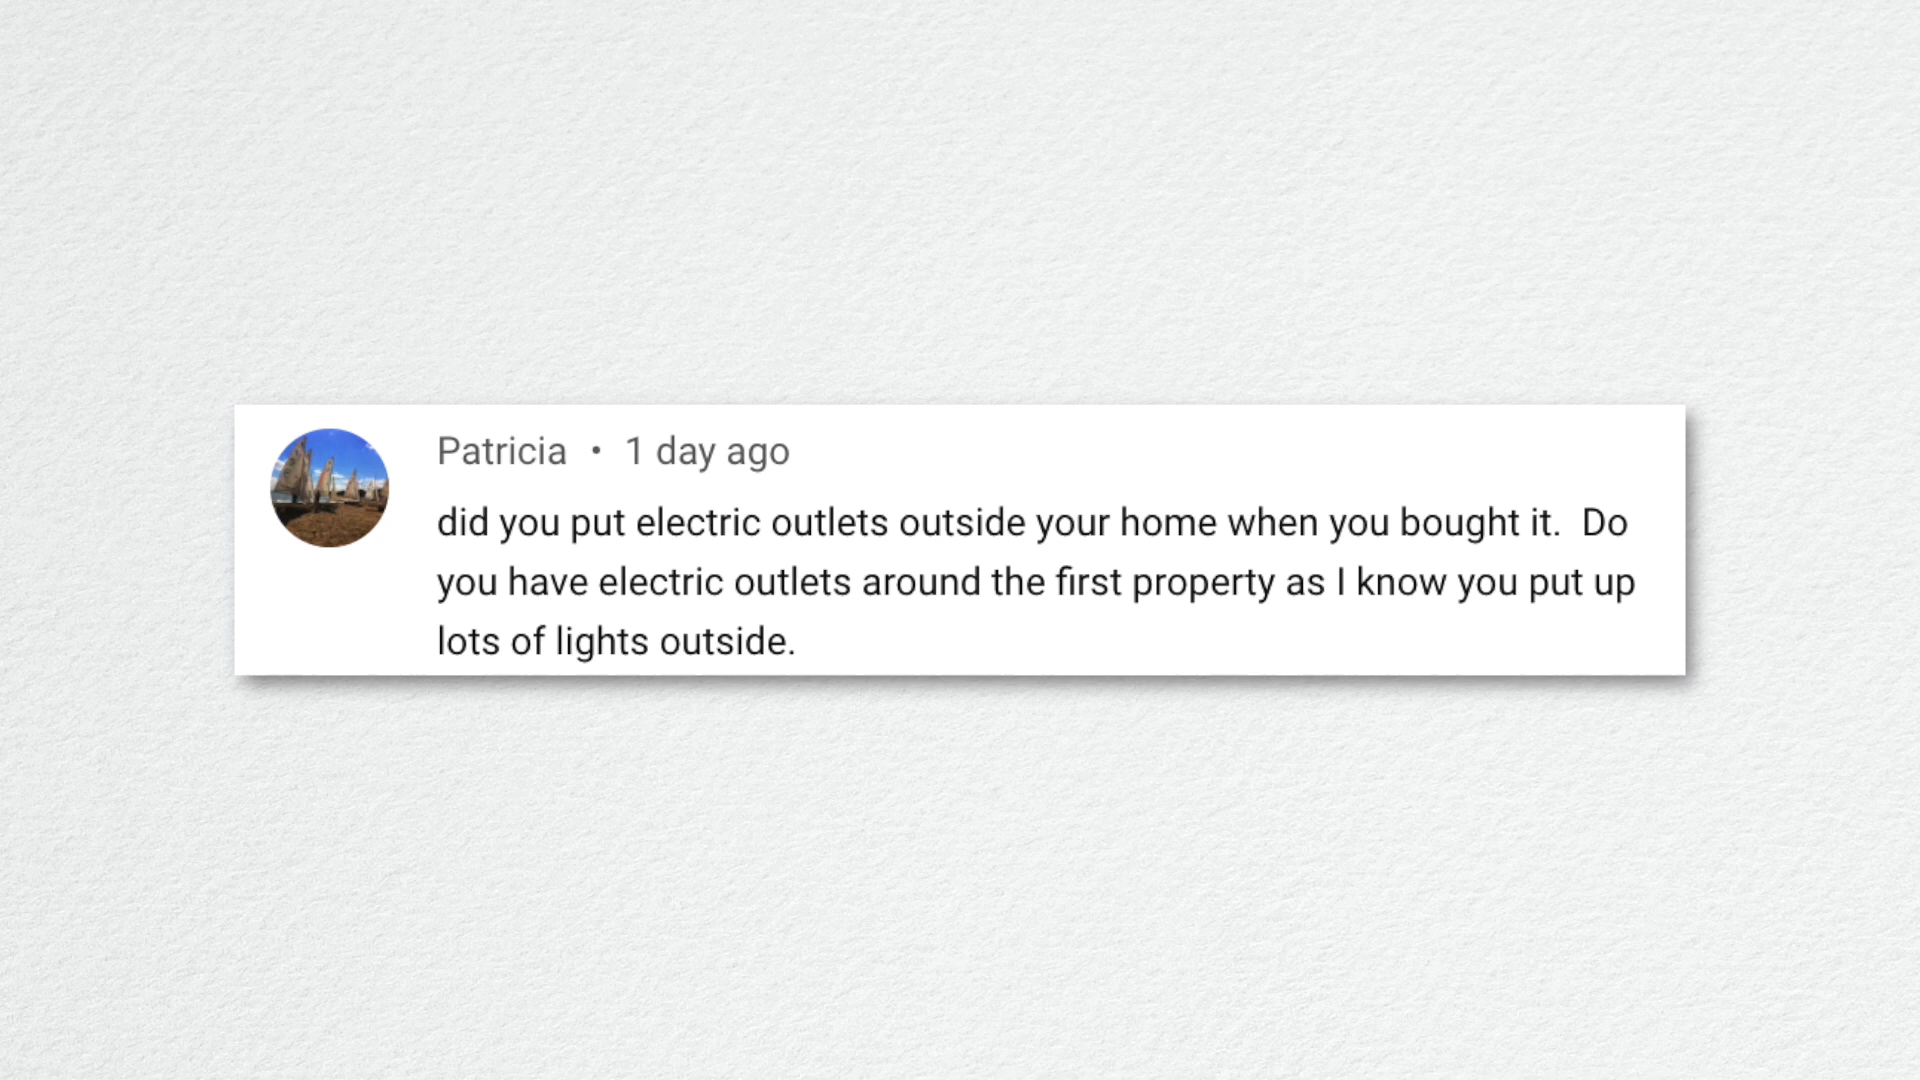 Patricia • 1 day ago
did you put electric outlets outside your home when you bought it.  Do
you have electric outlets around the first property as I know you put up
lots of lights outside.